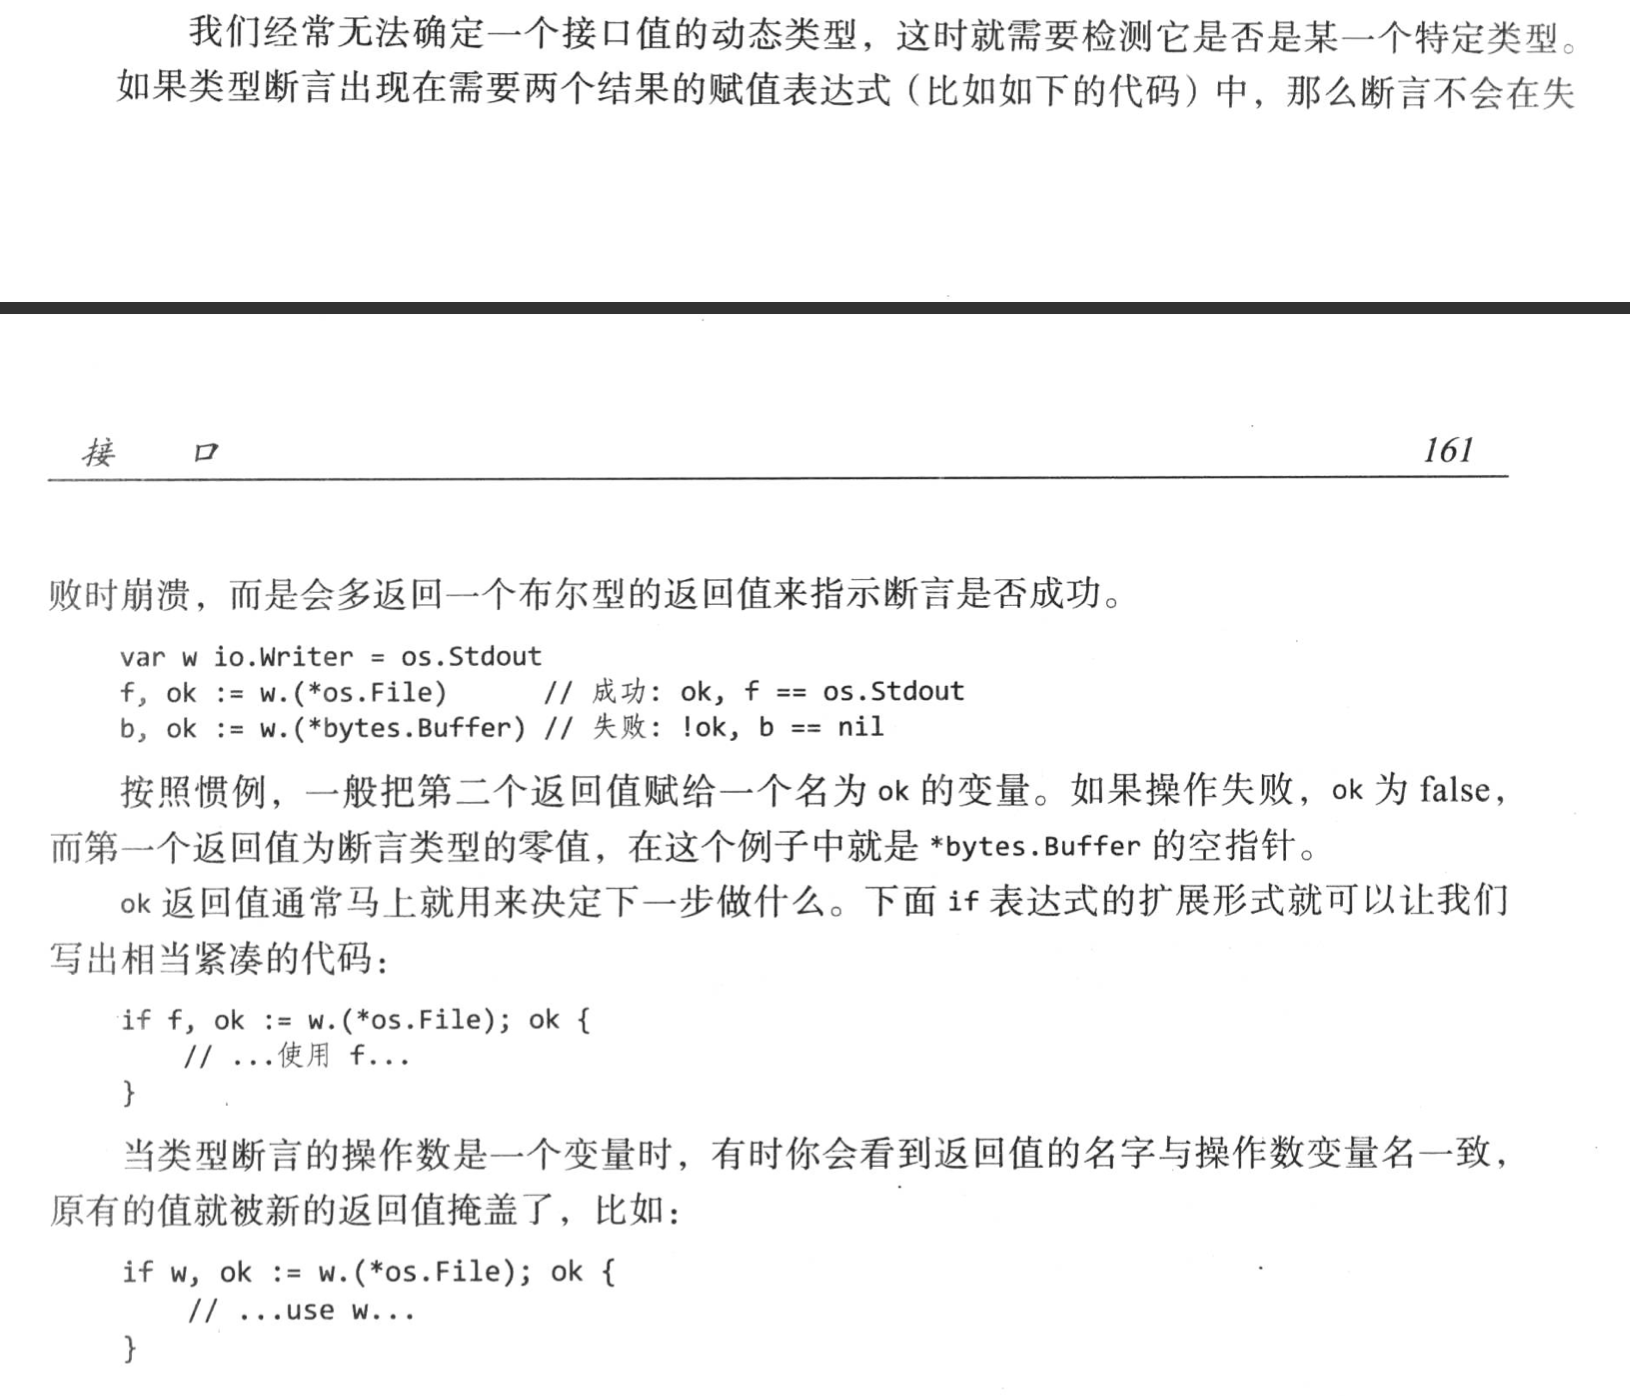 我们经常无法确定一个接口值的动态类型，这时就需要检测它是否是某一个特定类型。
如果类型断言出现在需要两个结果的赋值表达式（比如如下的代码）中，那么断言不会在失
接 口 161
败时崩溃，而是会多返回一个布尔型的返回值来指示断言是否成功。
var w io.Writer = os.Stdout
f, ok := w.(*os.File) // 成功: ok, f == os.Stdout
b, ok := w.(*bytes.Buffer) // 失败: !ok, b == nil
按照惯例，一般把第二个返回值赋给一个名为 ok 的变量。如果操作失败，ok 为 false，
而第一个返回值为断言类型的零值，在这个例子中就是 *bytes.Buffer 的空指针。
ok 返回值通常马上就用来决定下一步做什么。下面 if 表达式的扩展形式就可以让我们
写出相当紧凑的代码：
if f, ok := w.(*os.File); ok {
// ...使用 f...
}
当类型断言的操作数是一个变量时，有时你会看到返回值的名字与操作数变量名一致，
原有的值就被新的返回值掩盖了，比如：
if w, ok := w.(*os.File); ok {
// ...use w...
}